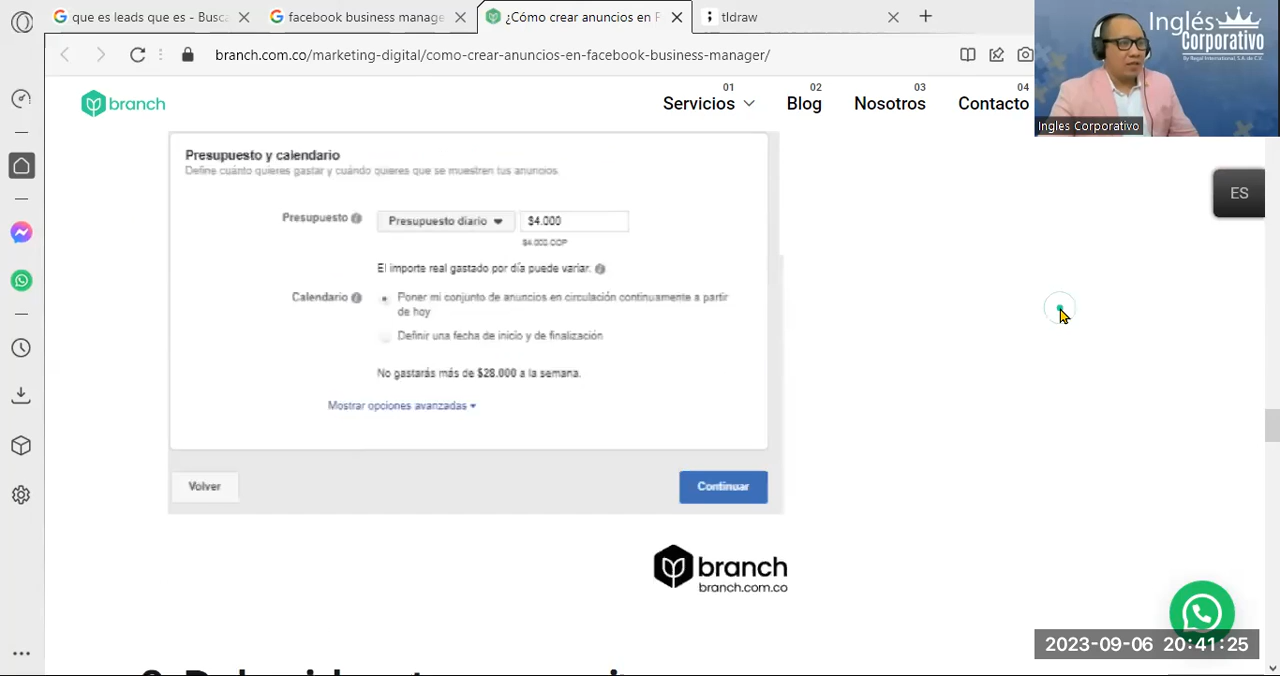 que es leads que es - Busca
facebook business manage
¿Cómo crear anuncios en F
tldraw
branch.com.co/marketing-digital/como-crear-anuncios-en-facebook-business-manager/
Inglés
Corporativo
By Regal International, S.A. de C.V.
Ingles Corporativo
branch
01
Servicios
02
Blog
03
Nosotros
04
Contacto
ES
Presupuesto y calendario
Define cuánto quieres gastar y cuándo quieres que se muestren tus anuncios.
Presupuesto
Presupuesto diario
$4.000
$4.000 COP
El importe real gastado por día puede variar.
Calendario
Poner mi conjunto de anuncios en circulación continuamente a partir
de hoy
Definir una fecha de inicio y de finalización
No gastarás más de $28.000 a la semana.
Mostrar opciones avanzadas
Volver
Continuar
branch
branch.com.co
2023-09-06 20:41:25